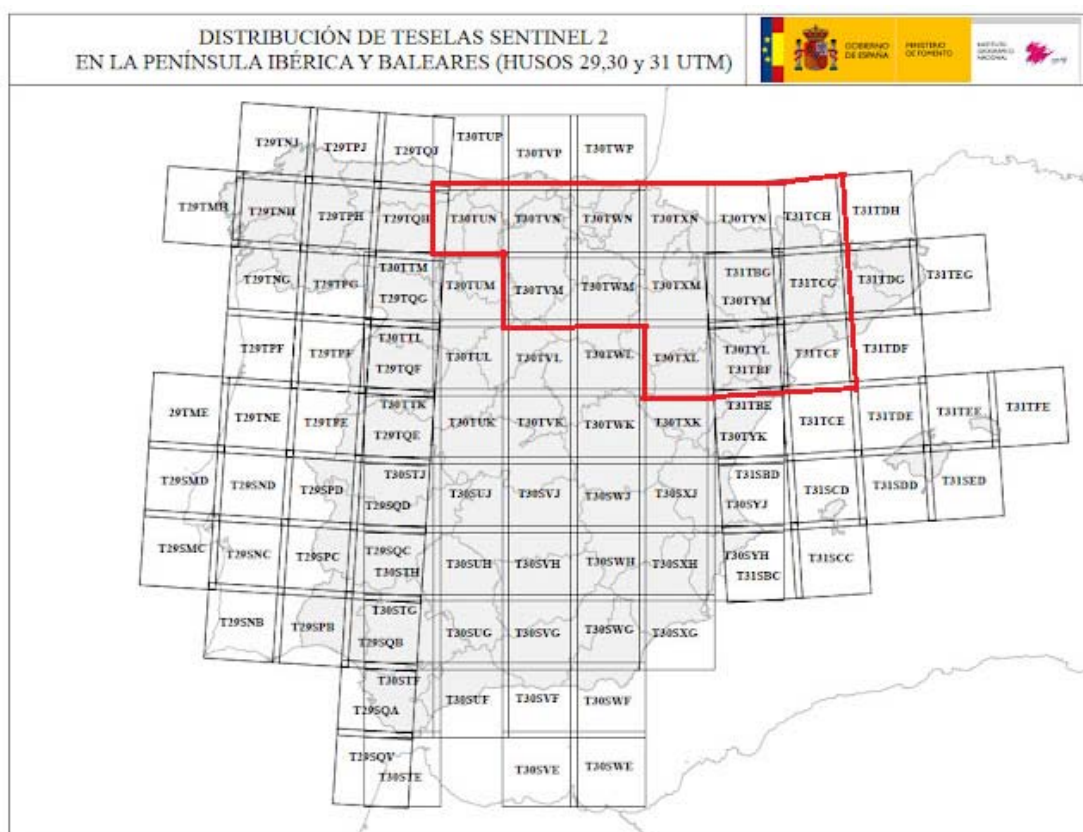 DISTRIBUCIÓN DE TESELAS SENTINEL 2
EN LA PENÍNSULA IBÉRICA Y BALEARES (HUSOS 29,30 y 31 UTM)
GOBIERNO DE ESPAÑA
MINISTERIO DE FOMENTO
INSTITUTO GEOGRÁFICO NACIONAL
T29TNJ T29TPJ T29TQJ T30TUP T30TVP T30TWP
T29TMH T29TNH T29TPH T29TQH T30TUN T30TVN T30TWN T30TXN T30TYN T31TCH T31TDH
T30TTM T31TBG
T29TNG T29TPG T29TQG T30TUM T30TVM T30TWM T30TXM T30TYM T31TCG T31TDG T31TEG
T30TTL T30TYL
T29TPF T29TPF T29TQF T30TUL T30TVL T30TWL T30TXL T31TBF T31TCF T31TDF
T30TTK T31TBE
29TME T29TNE T29TPE T29TQE T30TUK T30TVK T30TWK T30TXK T30TYK T31TCE T31TDE T31TEE T31TFE
T30STJ T31SBD
T29SMD T29SND T29SPD T29SQD T30SUJ T30SVJ T30SWJ T30SXJ T30SYJ T31SCD T31SDD T31SED
T29SQC T30SYH
T29SMC T29SNC T29SPC T30STH T30SUH T30SVH T30SWH T30SXH T31SBC T31SCC
T30STG
T29SNB T29SPB T29SQB T30SUG T30SVG T30SWG T30SXG
T30STF
T29SQA T30SUF T30SVF T30SWF
T29SQV
T30STE T30SVE T30SWE